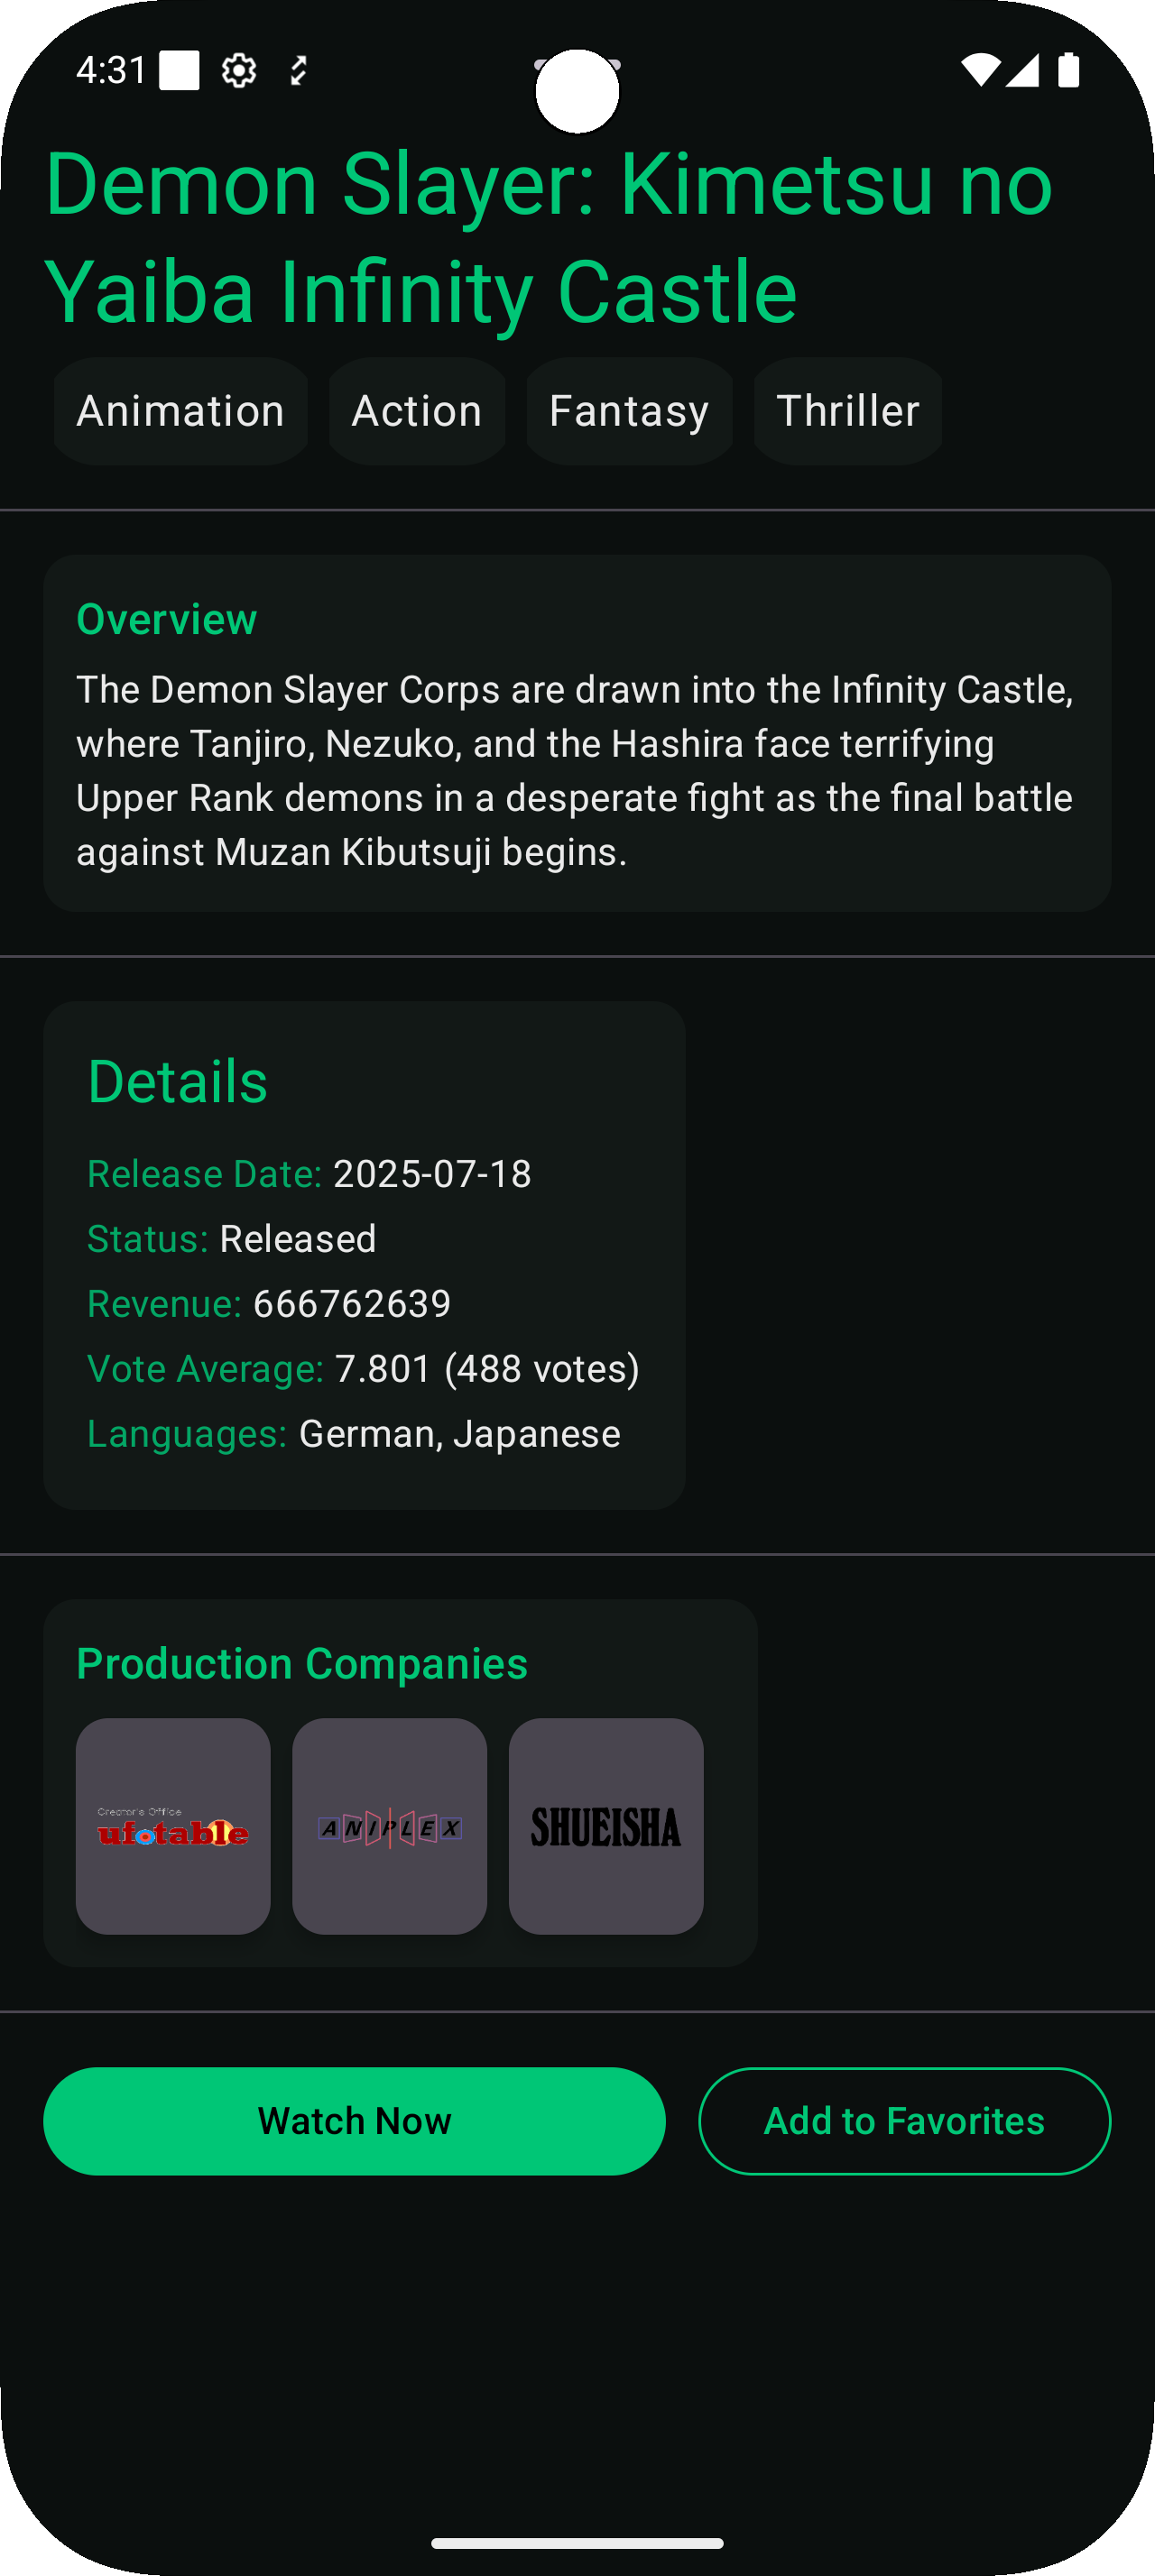 4:31
Demon Slayer: Kimetsu no
Yaiba Infinity Castle
Animation Action Fantasy Thriller
Overview
The Demon Slayer Corps are drawn into the Infinity Castle,
where Tanjiro, Nezuko, and the Hashira face terrifying
Upper Rank demons in a desperate fight as the final battle
against Muzan Kibutsuji begins.
Details
Release Date: 2025-07-18
Status: Released
Revenue: 666762639
Vote Average: 7.801 (488 votes)
Languages: German, Japanese
Production Companies
Creator's Office
ufotable
ANIPLEX
SHUEISHA
Watch Now
Add to Favorites